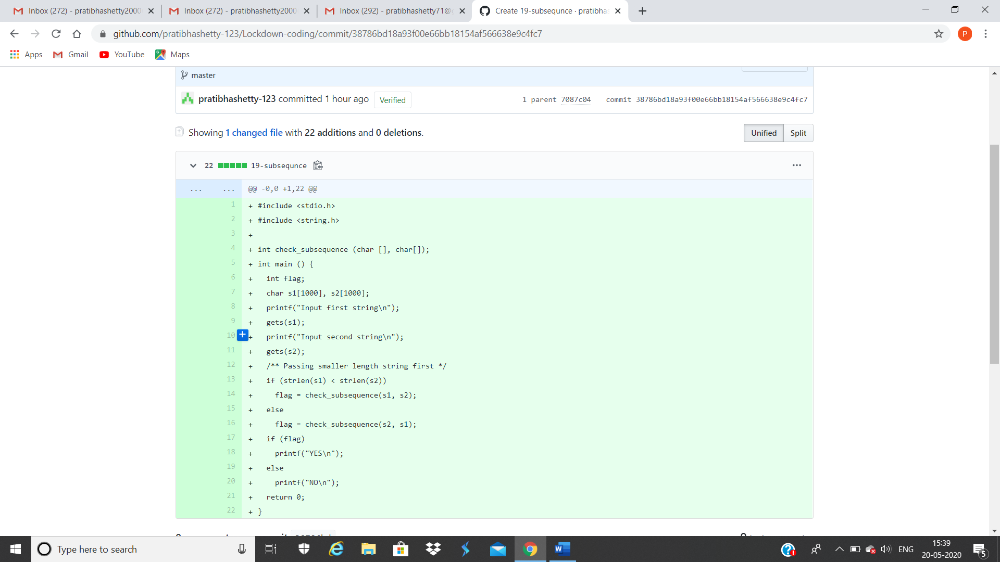 Inbox (272) - pratibhashetty2000 Inbox (272) - pratibhashetty2000 Inbox (292) - pratibhashetty71@ Create 19-subsequnce · pratibhas
github.com/pratibhashetty-123/Lockdown-coding/commit/38786bd18a93f00e66bb18154af566638e9c4fc7 P
Apps Gmail YouTube Maps
master
pratibhashetty-123 committed 1 hour ago Verified 1 parent 7087c04 commit 38786bd18a93f00e66bb18154af566638e9c4fc7
Showing 1 changed file with 22 additions and 0 deletions. Unified Split
22 19-subsequnce ...
... ... @@ -0,0 +1,22 @@
1 + #include <stdio.h>
2 + #include <string.h>
3 +
4 + int check_subsequence (char [], char[]);
5 + int main () {
6 + int flag;
7 + char s1[1000], s2[1000];
8 + printf("Input first string\n");
9 + gets(s1);
10 + printf("Input second string\n");
11 + gets(s2);
12 + /** Passing smaller length string first */
13 + if (strlen(s1) < strlen(s2))
14 + flag = check_subsequence(s1, s2);
15 + else
16 + flag = check_subsequence(s2, s1);
17 + if (flag)
18 + printf("YES\n");
19 + else
20 + printf("NO\n");
21 + return 0;
22 + }
Type here to search ENG 15:39
20-05-2020 5